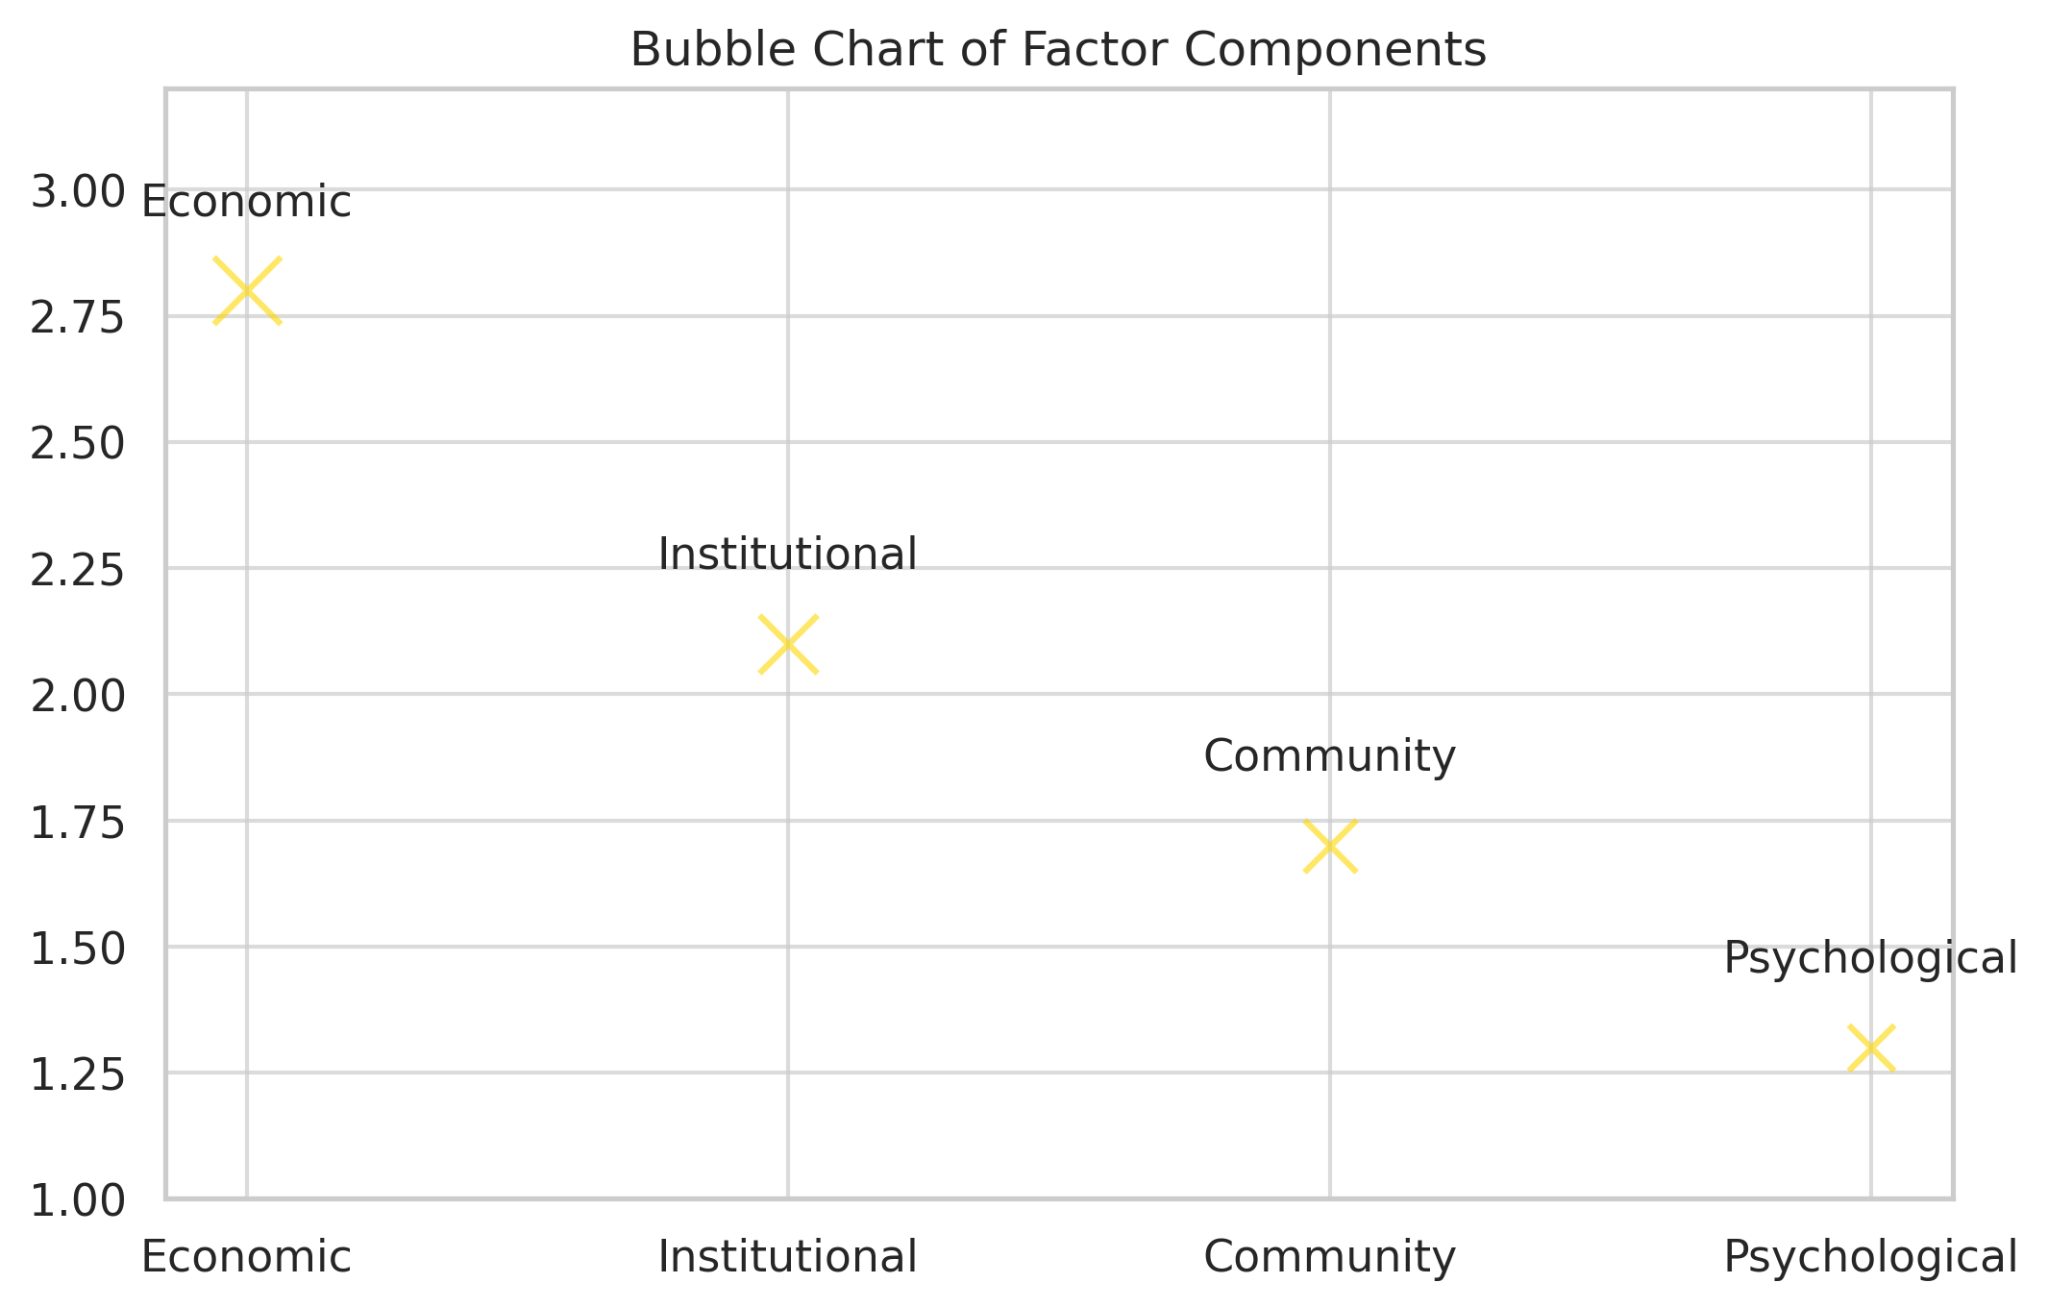 Bubble Chart of Factor Components
3.00
Economic
2.75
2.50
Institutional
2.25
2.00
Community
1.75
1.50
Psychological
1.25
1.00
Economic Institutional Community Psychological